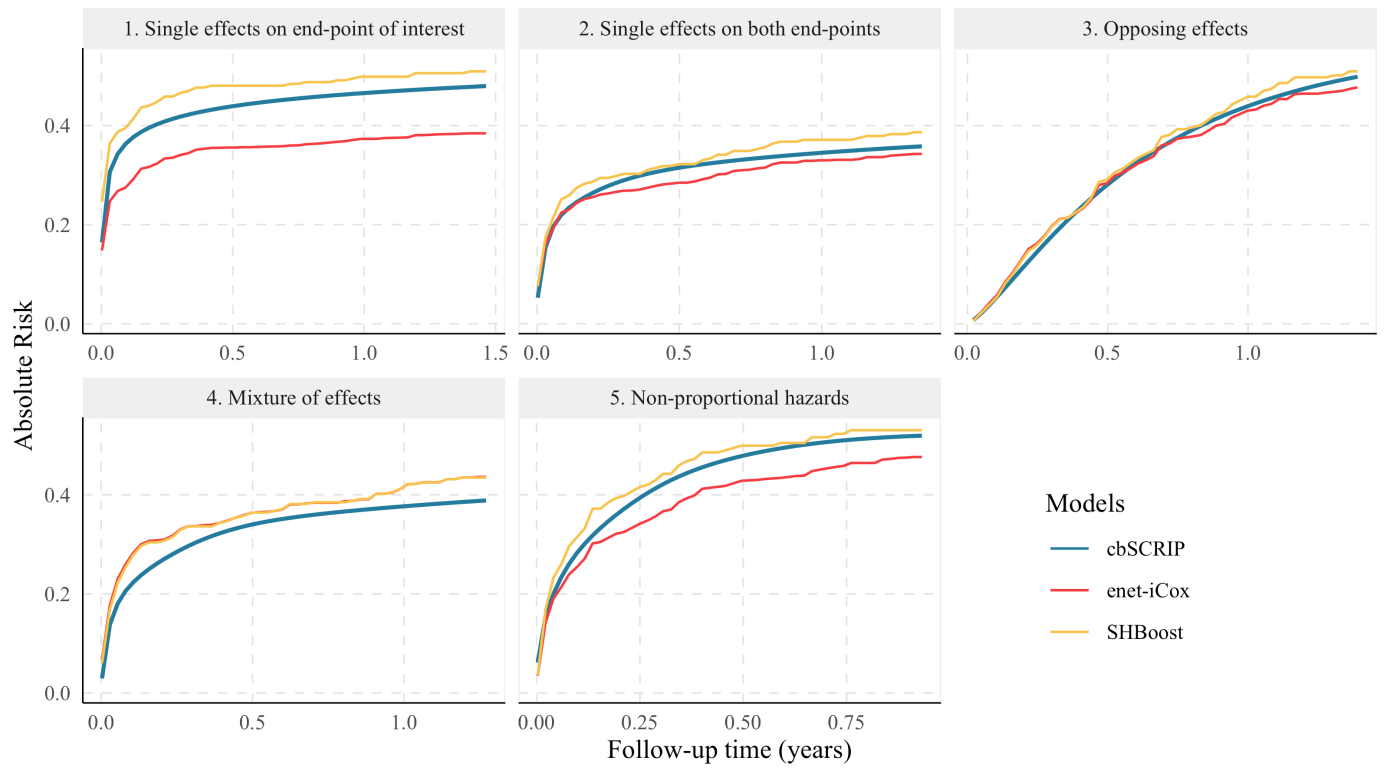 1. Single effects on end-point of interest
2. Single effects on both end-points
3. Opposing effects
Absolute Risk
0.4
0.2
0.0
0.0 0.5 1.0 1.5
0.0 0.5 1.0
0.0 0.5 1.0
4. Mixture of effects
5. Non-proportional hazards
0.4
0.2
0.0
0.0 0.5 1.0
0.00 0.25 0.50 0.75
Follow-up time (years)
Models
cbSCRIP
enet-iCox
SHBoost